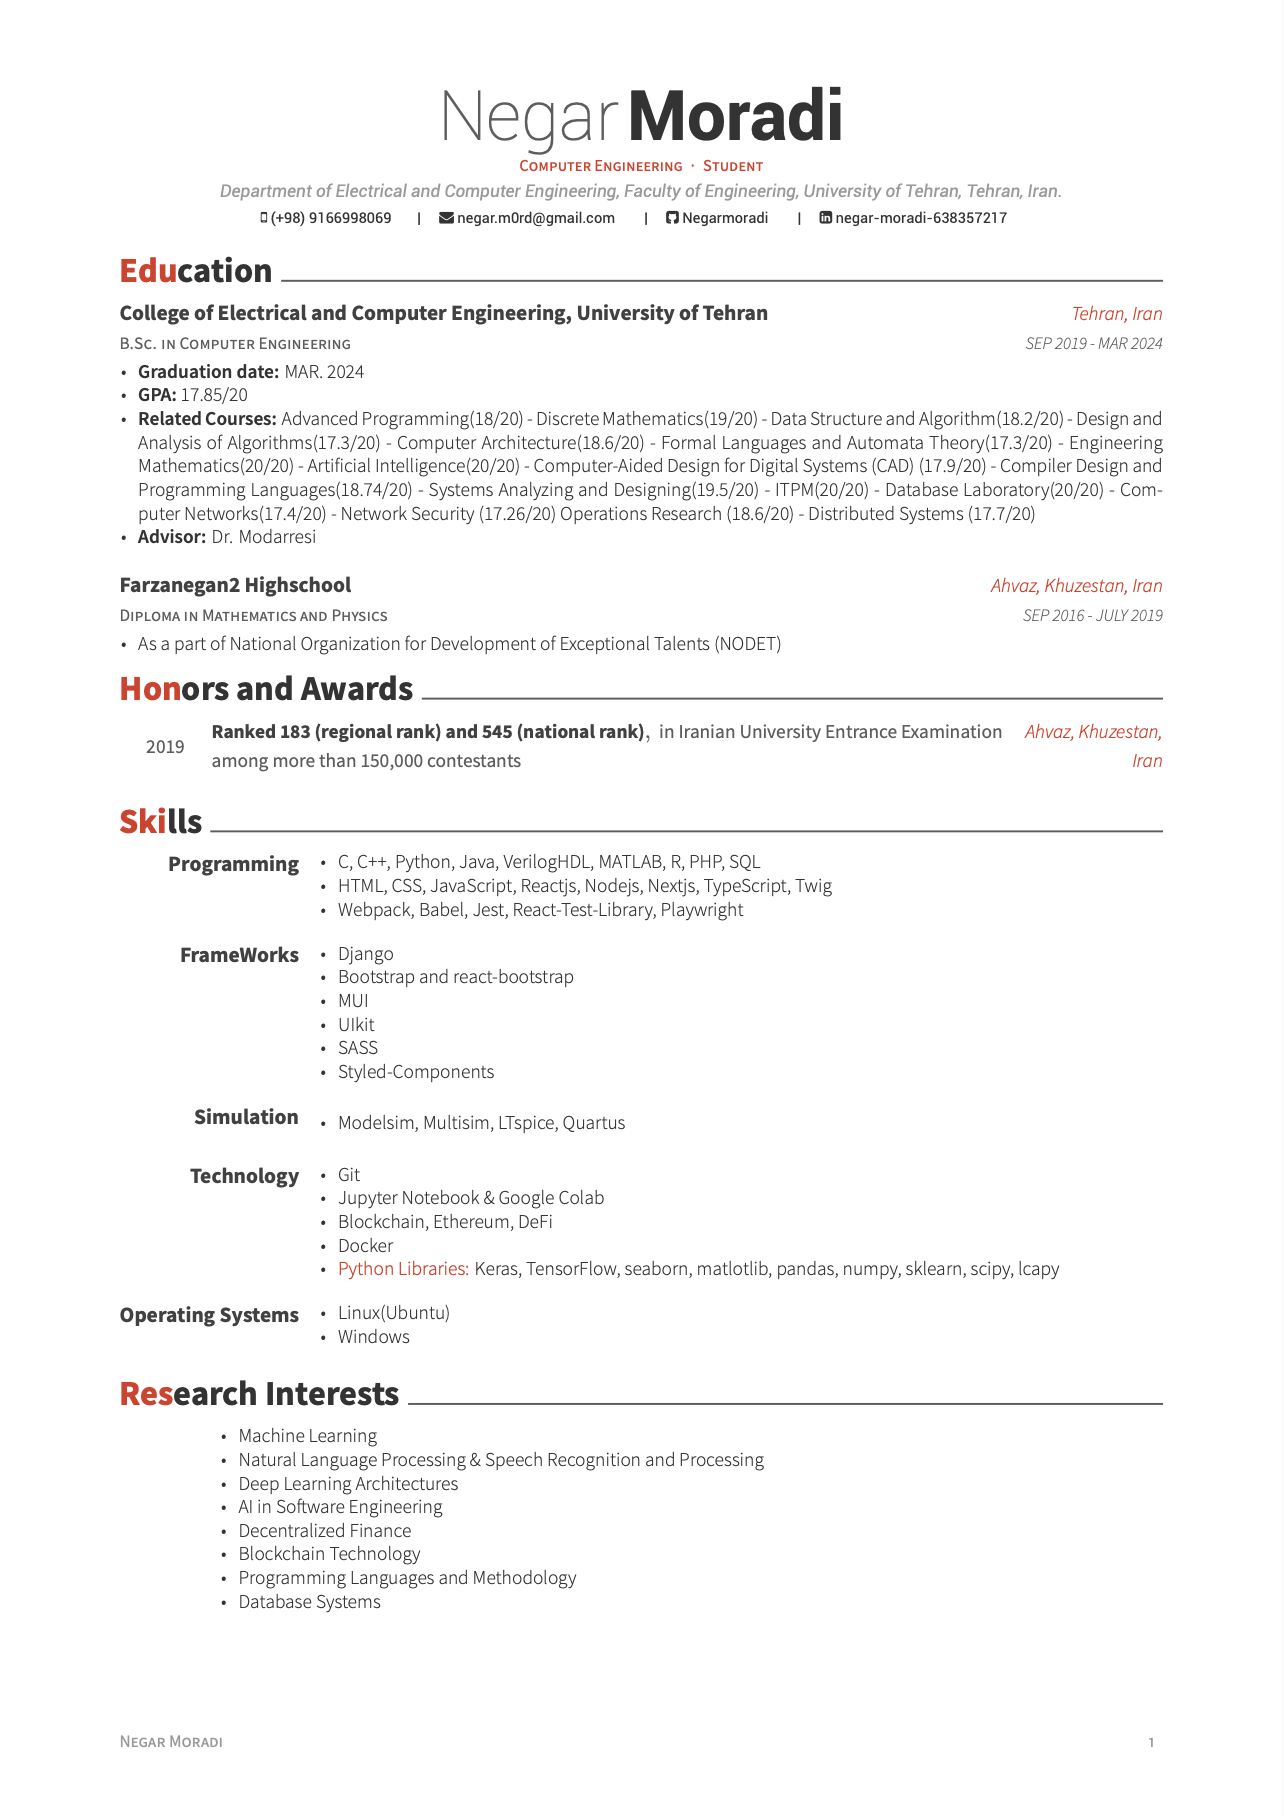 Negar Moradi
Computer Engineering · Student
Department of Electrical and Computer Engineering, Faculty of Engineering, University of Tehran, Tehran, Iran.
(+98) 9166998069 | negar.m0rd@gmail.com | Negarmoradi | negar-moradi-638357217
Education
College of Electrical and Computer Engineering, University of Tehran Tehran, Iran
B.Sc. in Computer Engineering SEP 2019 - MAR 2024
• Graduation date: MAR. 2024
• GPA: 17.85/20
• Related Courses: Advanced Programming(18/20) - Discrete Mathematics(19/20) - Data Structure and Algorithm(18.2/20) - Design and
Analysis of Algorithms(17.3/20) - Computer Architecture(18.6/20) - Formal Languages and Automata Theory(17.3/20) - Engineering
Mathematics(20/20) - Artificial Intelligence(20/20) - Computer-Aided Design for Digital Systems (CAD) (17.9/20) - Compiler Design and
Programming Languages(18.74/20) - Systems Analyzing and Designing(19.5/20) - ITPM(20/20) - Database Laboratory(20/20) - Com-
puter Networks(17.4/20) - Network Security (17.26/20) Operations Research (18.6/20) - Distributed Systems (17.7/20)
• Advisor: Dr. Modarresi
Farzanegan2 Highschool Ahvaz, Khuzestan, Iran
Diploma in Mathematics and Physics SEP 2016 - JULY 2019
• As a part of National Organization for Development of Exceptional Talents (NODET)
Honors and Awards
2019 Ranked 183 (regional rank) and 545 (national rank), in Iranian University Entrance Examination Ahvaz, Khuzestan,
among more than 150,000 contestants Iran
Skills
Programming • C, C++, Python, Java, VerilogHDL, MATLAB, R, PHP, SQL
• HTML, CSS, JavaScript, Reactjs, Nodejs, Nextjs, TypeScript, Twig
• Webpack, Babel, Jest, React-Test-Library, Playwright
FrameWorks • Django
• Bootstrap and react-bootstrap
• MUI
• UIkit
• SASS
• Styled-Components
Simulation • Modelsim, Multisim, LTspice, Quartus
Technology • Git
• Jupyter Notebook & Google Colab
• Blockchain, Ethereum, DeFi
• Docker
• Python Libraries: Keras, TensorFlow, seaborn, matlotlib, pandas, numpy, sklearn, scipy, lcapy
Operating Systems • Linux(Ubuntu)
• Windows
Research Interests
• Machine Learning
• Natural Language Processing & Speech Recognition and Processing
• Deep Learning Architectures
• AI in Software Engineering
• Decentralized Finance
• Blockchain Technology
• Programming Languages and Methodology
• Database Systems
Negar Moradi 1